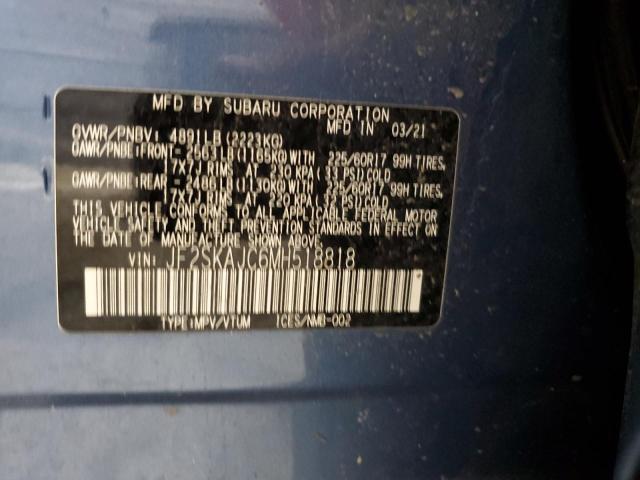 MFD BY SUBARU CORPORATION
GVWR/PNBV: 4891LB(2223KG) MFD IN 03/21
GAWR/PNBE:FRONT- 2563LB(1165KG)WITH 225/60R17 99H TIRES,
17X7J RIMS, AT 230 KPA(33 PSI)COLD
GAWR/PNBE:REAR - 2486LB(1130KG)WITH 225/60R17 99H TIRES,
17X7J RIMS, AT 220 KPA(32 PSI)COLD
THIS VEHICLE CONFORMS TO ALL APPLICABLE FEDERAL MOTOR
VEHICLE SAFETY AND THEFT PREVENTION STANDARDS IN EFFECT ON
THE DATE OF MANUFACTURE SHOWN ABOVE.
VIN: JF2SKAJC6MH518818
TYPE:MPV/VTUM ICES/NMB-002